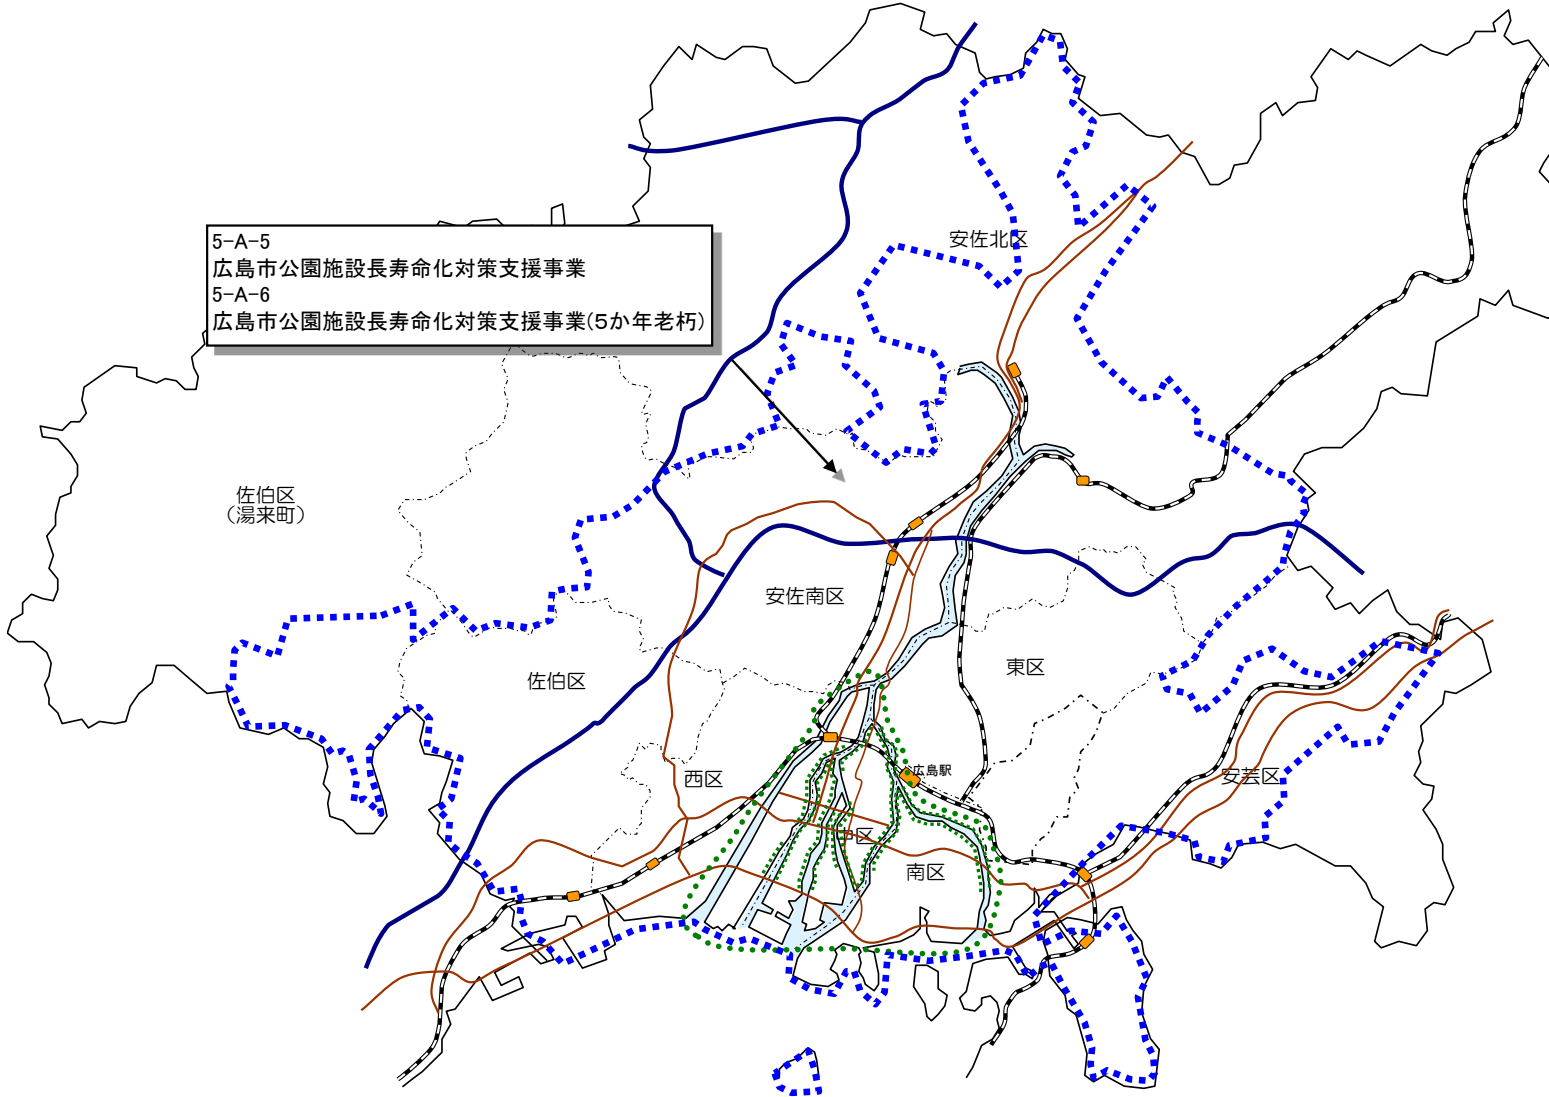 5-A-5
広島市公園施設長寿命化対策支援事業
5-A-6
広島市公園施設長寿命化対策支援事業(5か年老朽)
安佐北区
佐伯区
(湯来町)
安佐南区
東区
佐伯区
広島駅
西区
安芸区
中区
南区